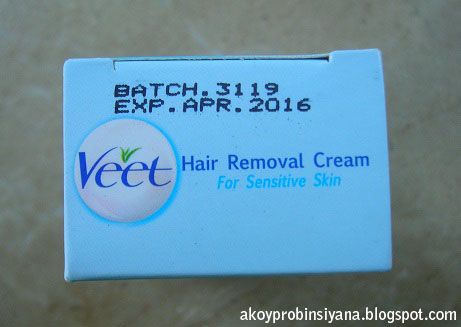 BATCH.3119
EXP.APR.2016
Veet
Hair Removal Cream
For Sensitive Skin
akoyprobinsiyana.blogspot.com